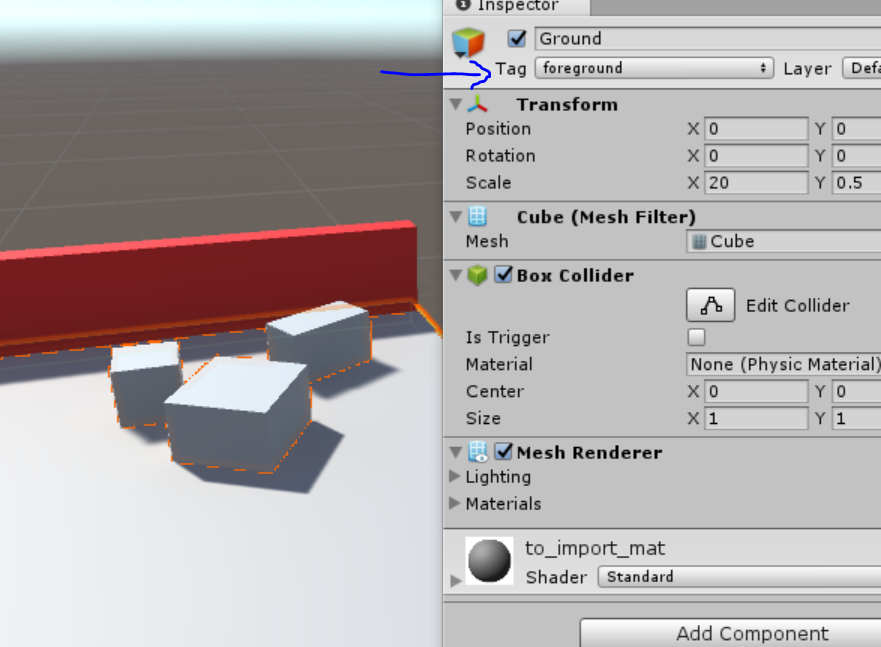 Inspector
Ground
Tag foreground Layer Defa
Transform
Position X 0 Y 0
Rotation X 0 Y 0
Scale X 20 Y 0.5
Cube (Mesh Filter)
Mesh Cube
Box Collider
Edit Collider
Is Trigger
Material None (Physic Material)
Center X 0 Y 0
Size X 1 Y 1
Mesh Renderer
Lighting
Materials
to_import_mat
Shader Standard
Add Component